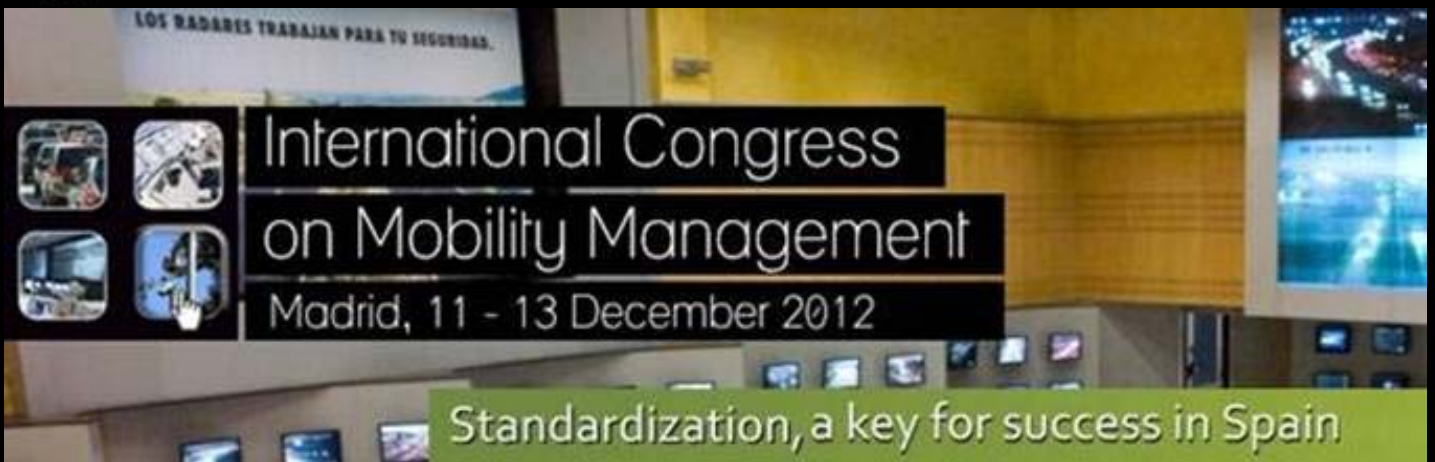 LOS RADARES TRABAJAN PARA TU SEGURIDAD.
International Congress
on Mobility Management
Madrid, 11 - 13 December 2012
Standardization, a key for success in Spain